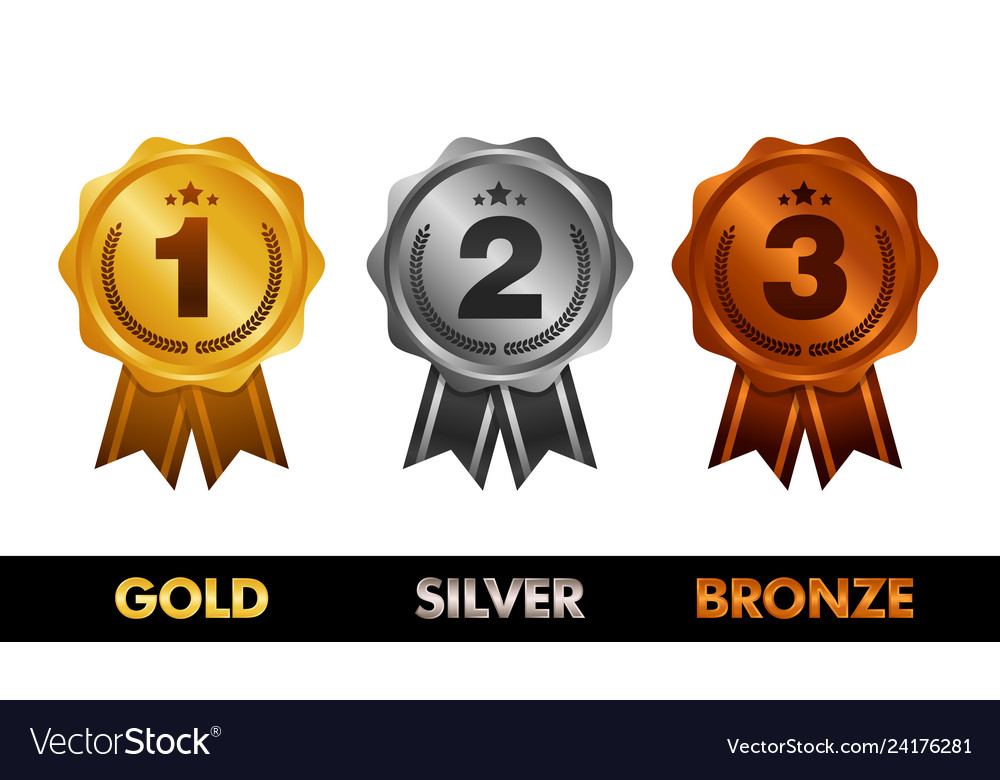 1 2 3
GOLD SILVER BRONZE
VectorStock® VectorStock.com/24176281